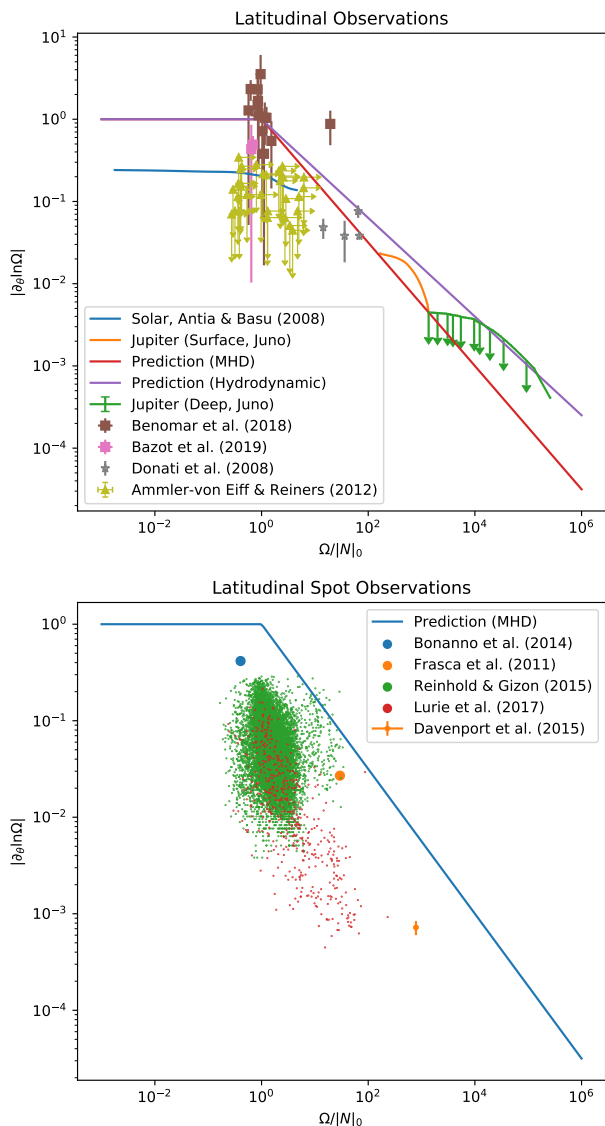 Latitudinal Observations
10^1
10^0
10^-1
10^-2
10^-3
10^-4
|∂_θ lnΩ|
Solar, Antia & Basu (2008)
Jupiter (Surface, Juno)
Prediction (MHD)
Prediction (Hydrodynamic)
Jupiter (Deep, Juno)
Benomar et al. (2018)
Bazot et al. (2019)
Donati et al. (2008)
Ammler-von Eiff & Reiners (2012)
10^-2 10^0 10^2 10^4 10^6
Ω/|N|_0
Latitudinal Spot Observations
10^0
10^-1
10^-2
10^-3
10^-4
|∂_θ lnΩ|
Prediction (MHD)
Bonanno et al. (2014)
Frasca et al. (2011)
Reinhold & Gizon (2015)
Lurie et al. (2017)
Davenport et al. (2015)
10^-2 10^0 10^2 10^4 10^6
Ω/|N|_0